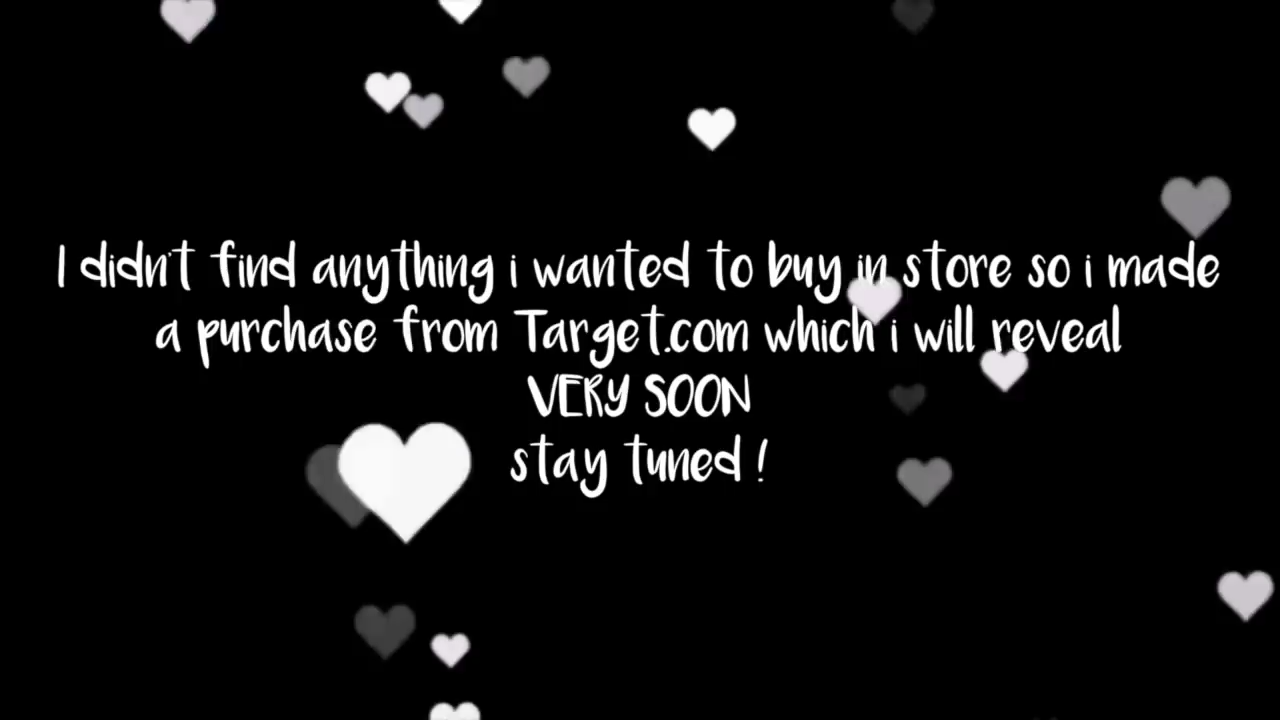 I didn't find anything i wanted to buy in store so i made
a purchase from Target.com which i will reveal
VERY SOON
stay tuned !